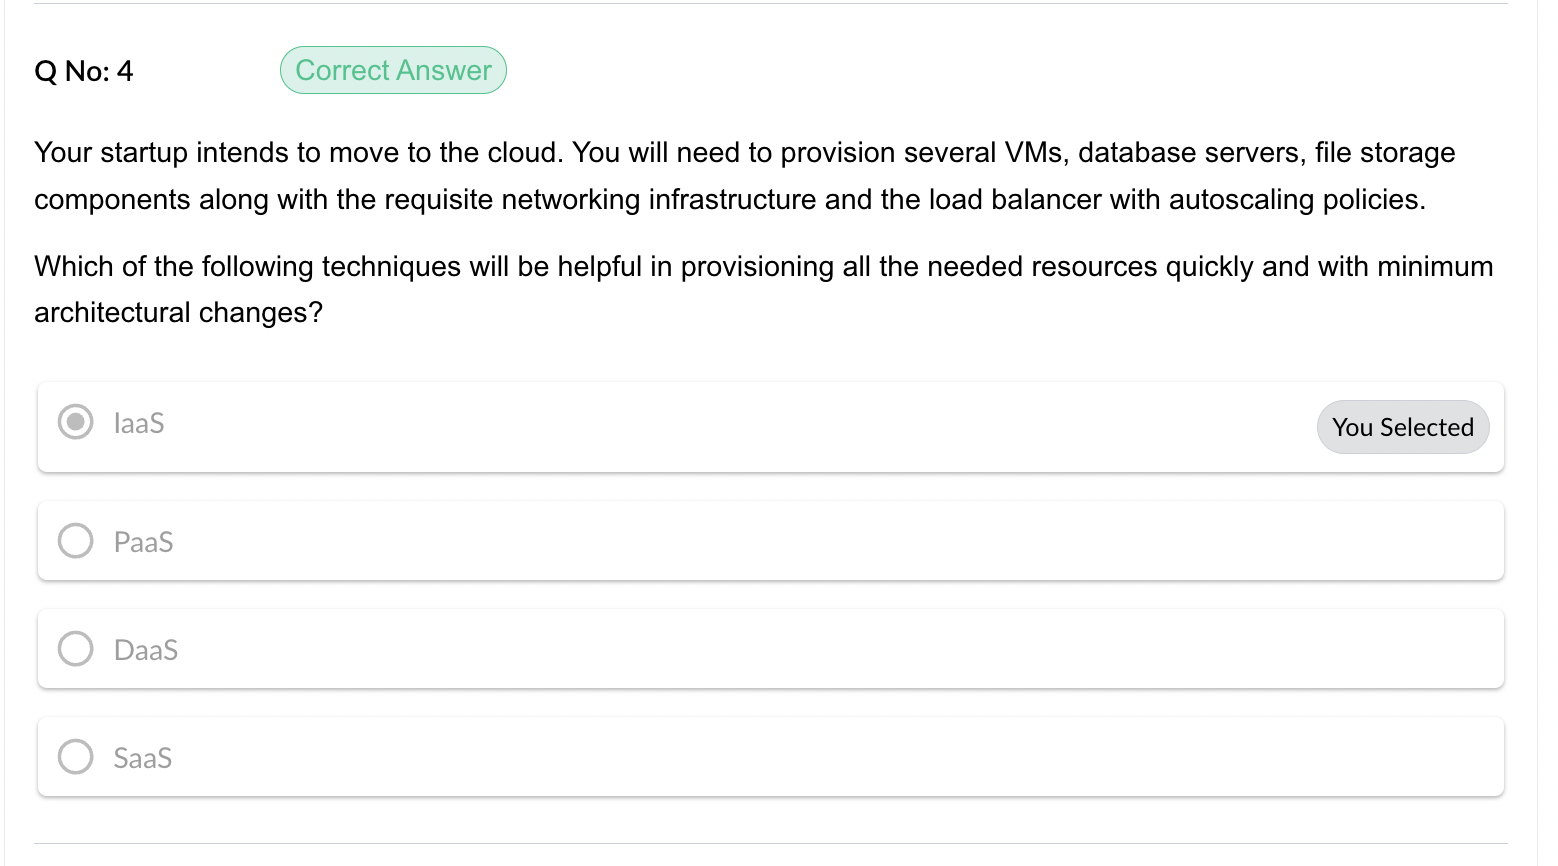 Q No: 4
Correct Answer
Your startup intends to move to the cloud. You will need to provision several VMs, database servers, file storage
components along with the requisite networking infrastructure and the load balancer with autoscaling policies.
Which of the following techniques will be helpful in provisioning all the needed resources quickly and with minimum
architectural changes?
IaaS
You Selected
PaaS
DaaS
SaaS